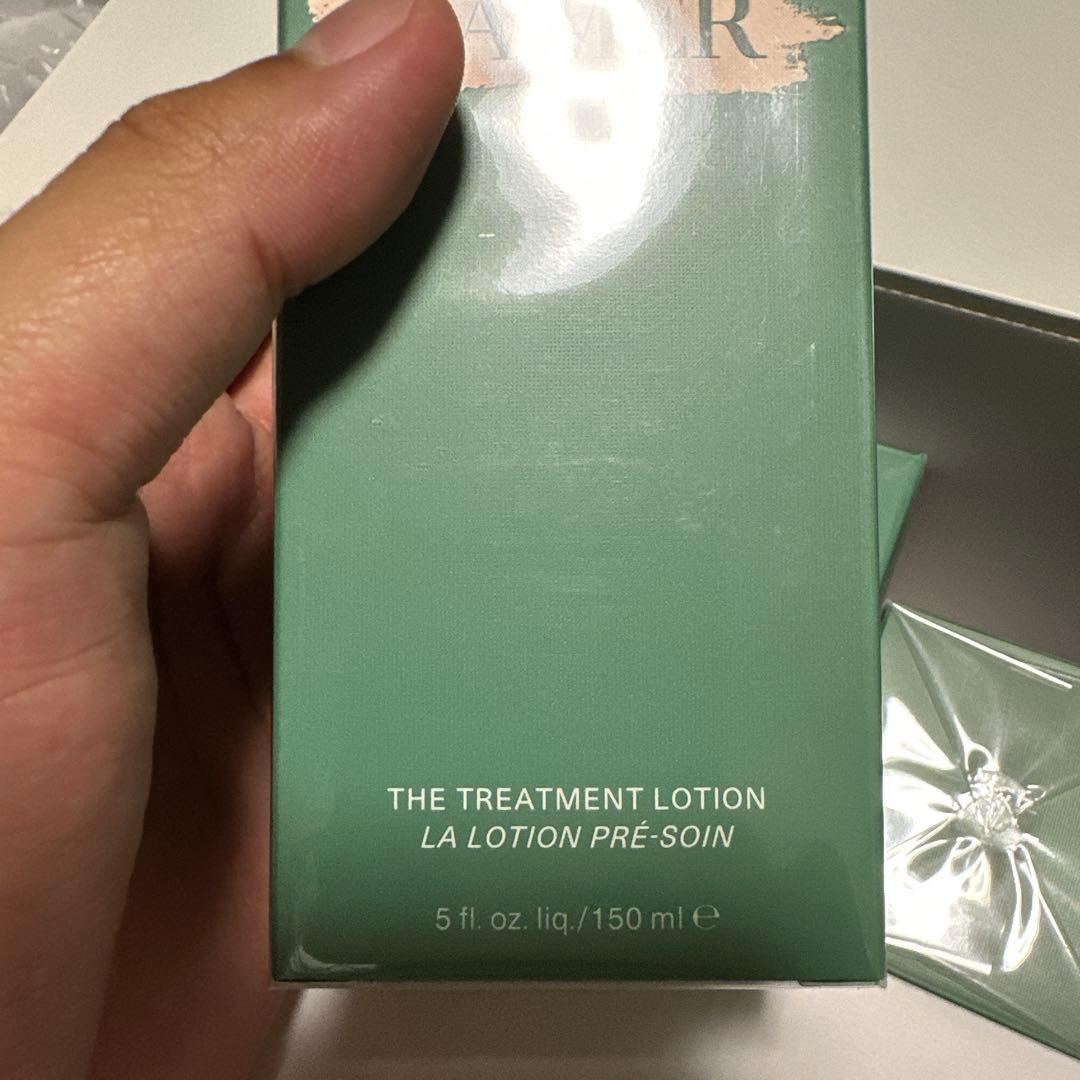 THE TREATMENT LOTION
LA LOTION PRÉ-SOIN
5 fl. oz. liq./150 ml ℮